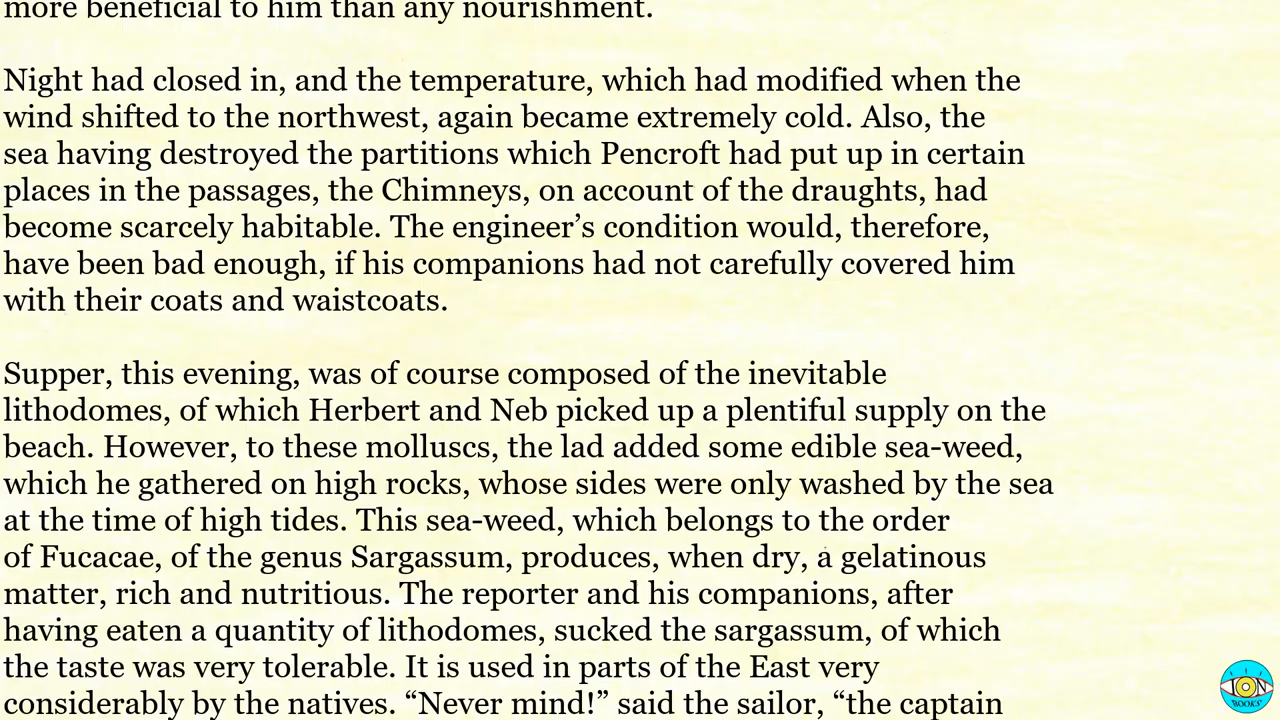 more beneficial to him than any nourishment.
Night had closed in, and the temperature, which had modified when the
wind shifted to the northwest, again became extremely cold. Also, the
sea having destroyed the partitions which Pencroft had put up in certain
places in the passages, the Chimneys, on account of the draughts, had
become scarcely habitable. The engineer’s condition would, therefore,
have been bad enough, if his companions had not carefully covered him
with their coats and waistcoats.
Supper, this evening, was of course composed of the inevitable
lithodomes, of which Herbert and Neb picked up a plentiful supply on the
beach. However, to these molluscs, the lad added some edible sea-weed,
which he gathered on high rocks, whose sides were only washed by the sea
at the time of high tides. This sea-weed, which belongs to the order
of Fucacae, of the genus Sargassum, produces, when dry, a gelatinous
matter, rich and nutritious. The reporter and his companions, after
having eaten a quantity of lithodomes, sucked the sargassum, of which
the taste was very tolerable. It is used in parts of the East very
considerably by the natives. “Never mind!” said the sailor, “the captain
ION
BOOKS